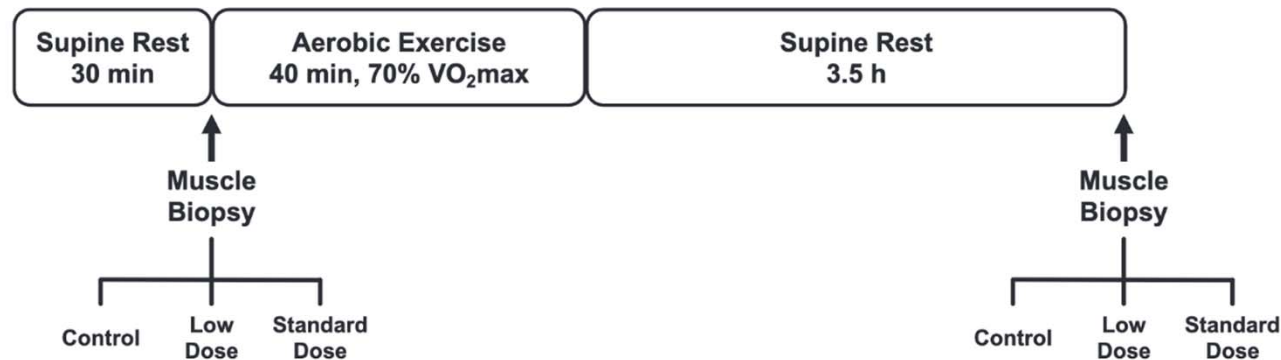 Supine Rest
30 min
Aerobic Exercise
40 min, 70% VO₂max
Supine Rest
3.5 h
Muscle
Biopsy
Control
Low
Dose
Standard
Dose
Muscle
Biopsy
Control
Low
Dose
Standard
Dose